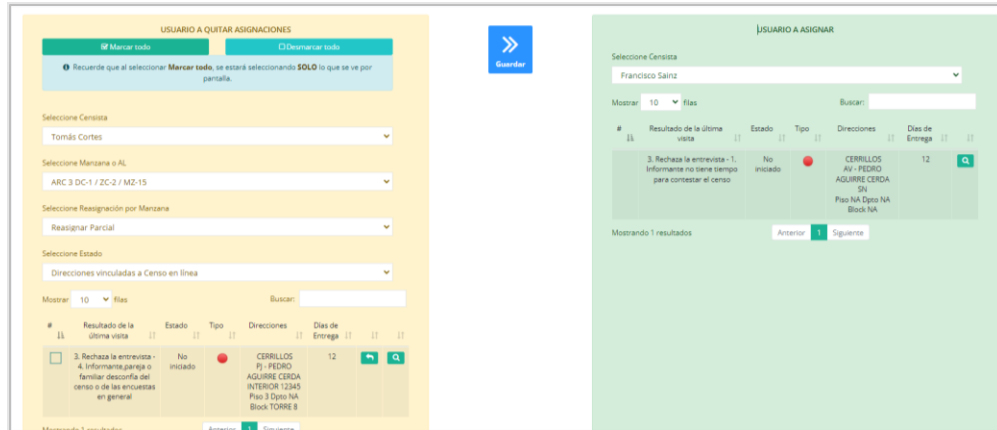 USUARIO A QUITAR ASIGNACIONES
Marcar todo
Desmarcar todo
Recuerde que al seleccionar Marcar todo, se estará seleccionando SOLO lo que se ve por
pantalla.
Seleccione Censista
Tomás Cortes
Seleccione Manzana o AL
ARC 3 DC-1 / ZC-2 / MZ-15
Seleccione Reasignación por Manzana
Reasignar Parcial
Seleccione Estado
Direcciones vinculadas a Censo en línea
Mostrar 10 filas
Buscar:
# Resultado de la última visita Estado Tipo Direcciones Días de Entrega
3. Rechaza la entrevista -
4. Informante,pareja o
familiar desconfía del
censo o de las encuestas
en general
No
iniciado
CERRILLOS
PJ - PEDRO
AGUIRRE CERDA
INTERIOR 12345
Piso 3 Dpto NA
Block TORRE 8
12
Mostrando 1 resultados
Anterior 1 Siguiente
Guardar
USUARIO A ASIGNAR
Seleccione Censista
Francisco Sainz
Mostrar 10 filas
Buscar:
# Resultado de la última visita Estado Tipo Direcciones Días de Entrega
3. Rechaza la entrevista - 1.
Informante no tiene tiempo
para contestar el censo
No
iniciado
CERRILLOS
AV - PEDRO
AGUIRRE CERDA
SN
Piso NA Dpto NA
Block NA
12
Mostrando 1 resultados
Anterior 1 Siguiente